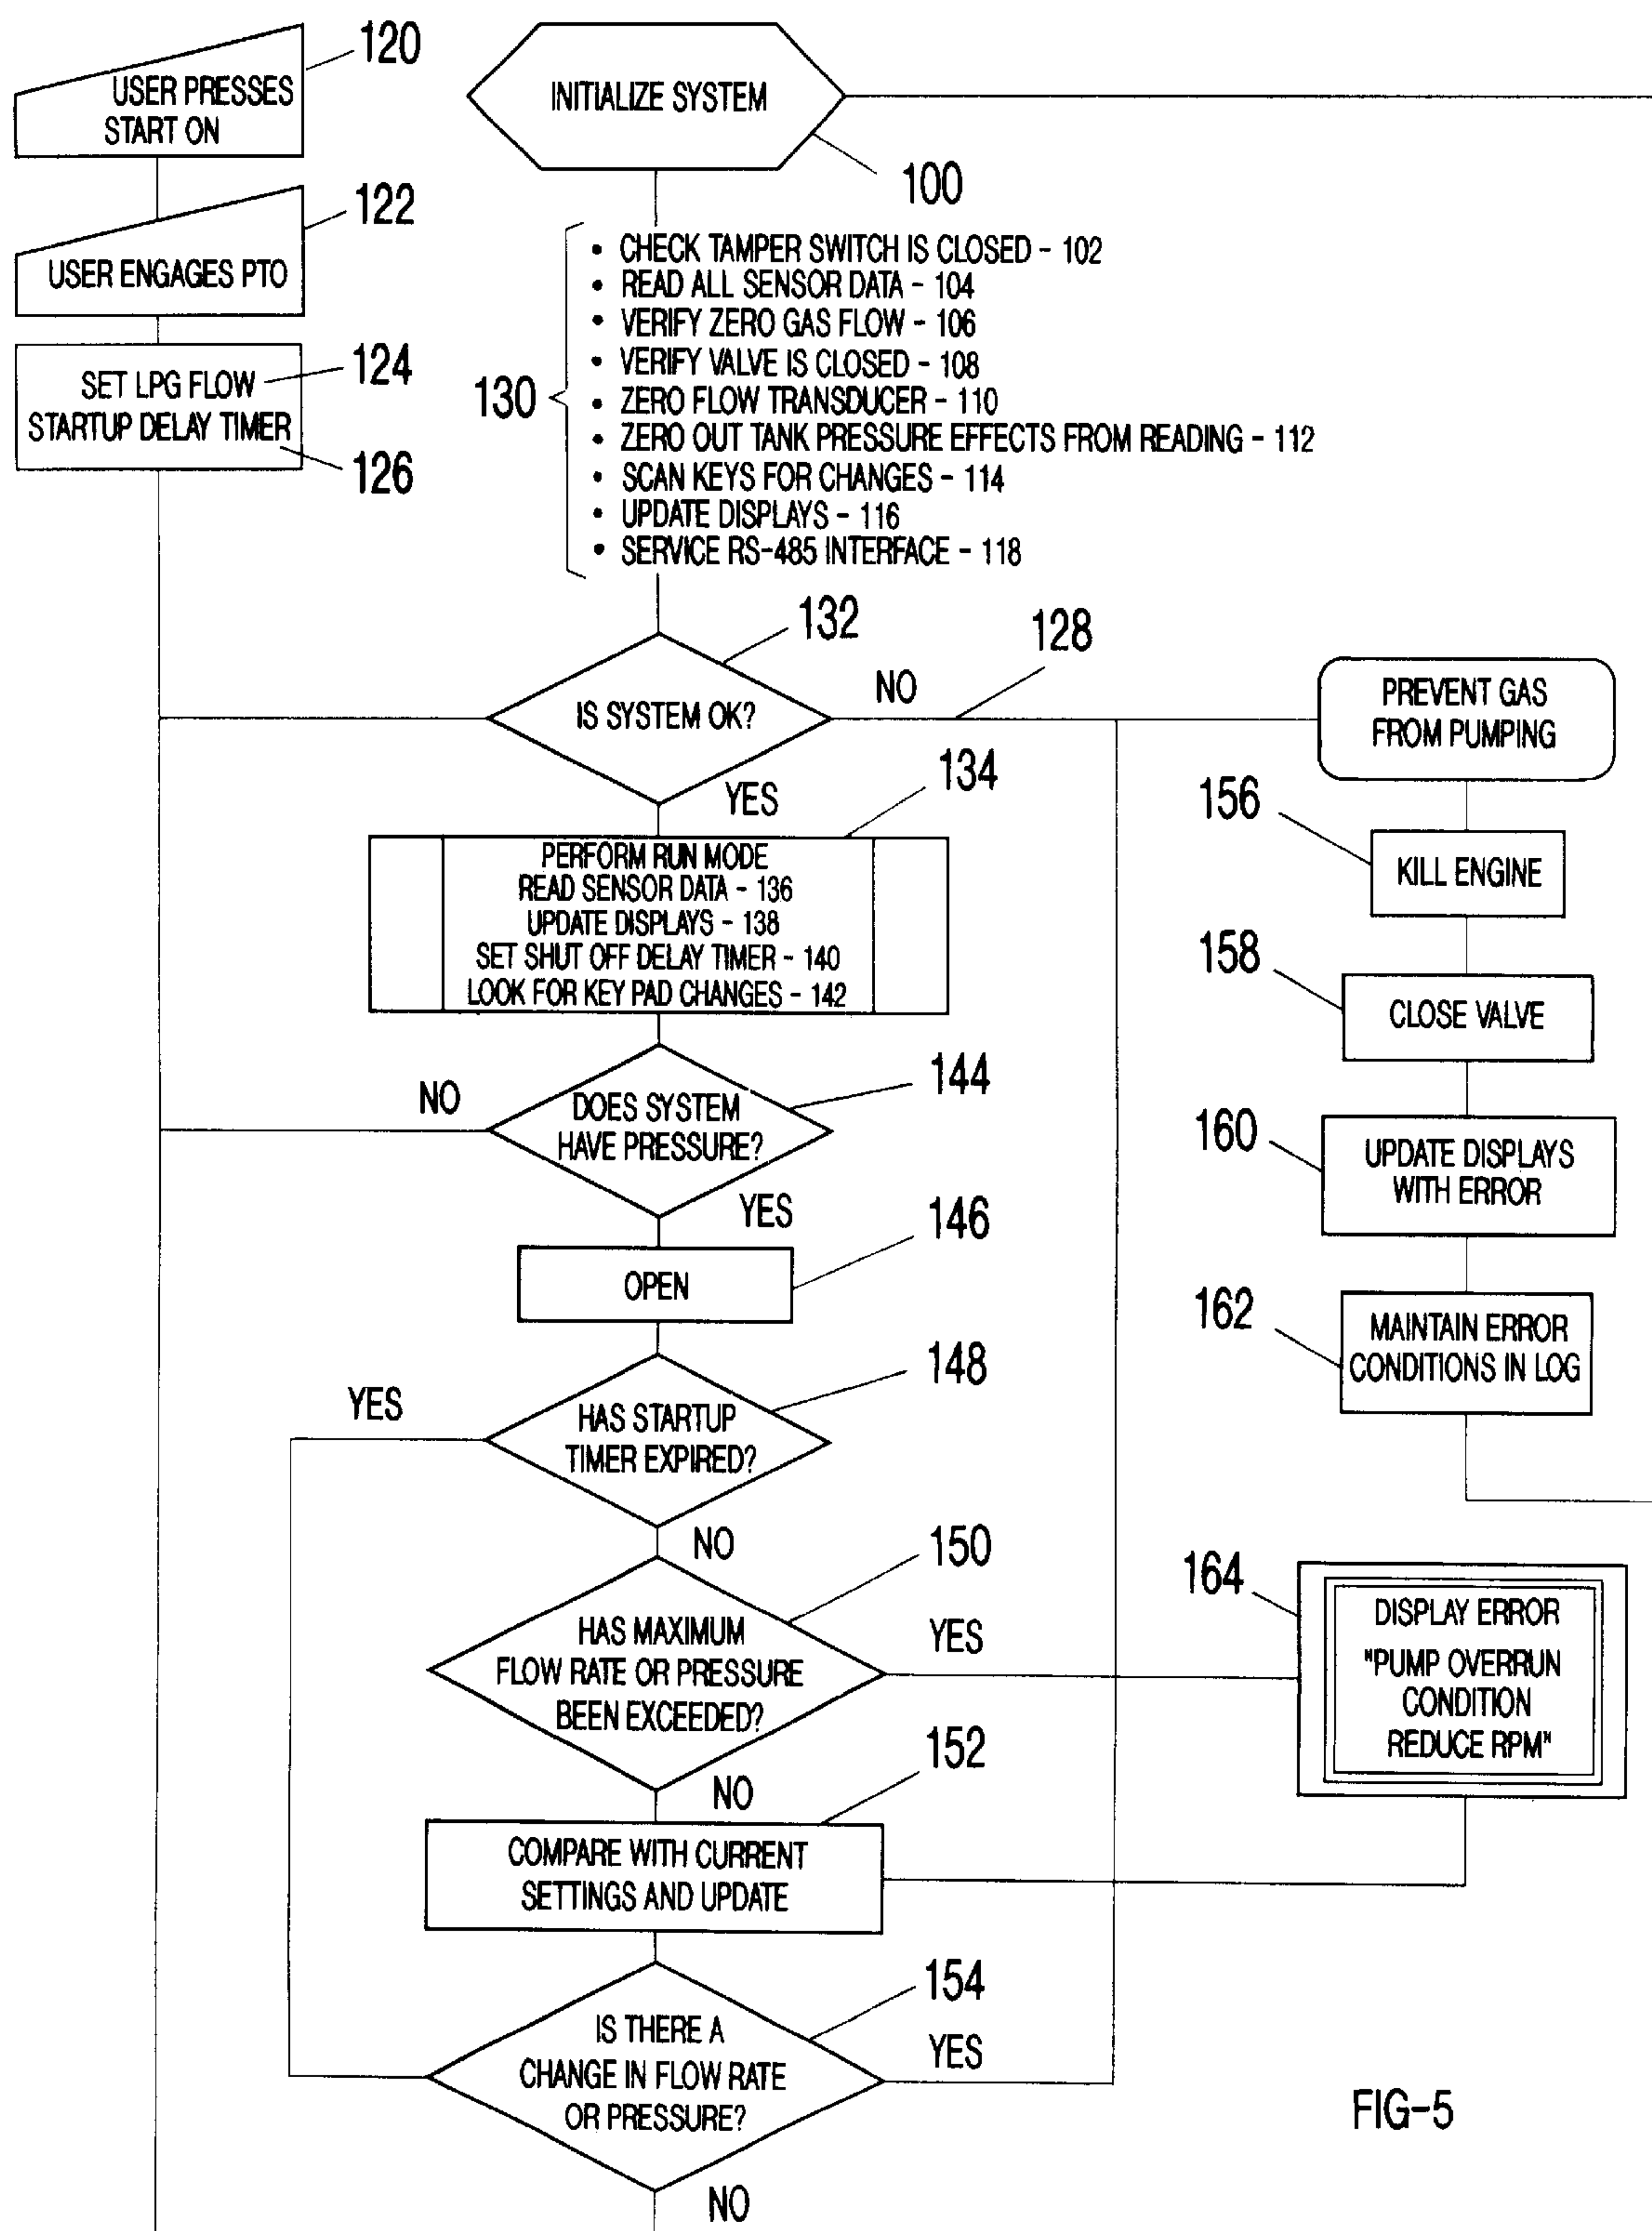 USER PRESSES
START ON
120
USER ENGAGES PTO
122
SET LPG FLOW
STARTUP DELAY TIMER
124
126
INITIALIZE SYSTEM
100
130
• CHECK TAMPER SWITCH IS CLOSED - 102
• READ ALL SENSOR DATA - 104
• VERIFY ZERO GAS FLOW - 106
• VERIFY VALVE IS CLOSED - 108
• ZERO FLOW TRANSDUCER - 110
• ZERO OUT TANK PRESSURE EFFECTS FROM READING - 112
• SCAN KEYS FOR CHANGES - 114
• UPDATE DISPLAYS - 116
• SERVICE RS-485 INTERFACE - 118
132
IS SYSTEM OK?
NO
128
YES
134
PERFORM RUN MODE
READ SENSOR DATA - 136
UPDATE DISPLAYS - 138
SET SHUT OFF DELAY TIMER - 140
LOOK FOR KEY PAD CHANGES - 142
144
NO
DOES SYSTEM
HAVE PRESSURE?
YES
146
OPEN
148
YES
HAS STARTUP
TIMER EXPIRED?
NO
150
HAS MAXIMUM
FLOW RATE OR PRESSURE
BEEN EXCEEDED?
YES
NO
152
COMPARE WITH CURRENT
SETTINGS AND UPDATE
154
IS THERE A
CHANGE IN FLOW RATE
OR PRESSURE?
YES
NO
PREVENT GAS
FROM PUMPING
156
KILL ENGINE
158
CLOSE VALVE
160
UPDATE DISPLAYS
WITH ERROR
162
MAINTAIN ERROR
CONDITIONS IN LOG
164
DISPLAY ERROR
"PUMP OVERRUN
CONDITION
REDUCE RPM"
FIG-5